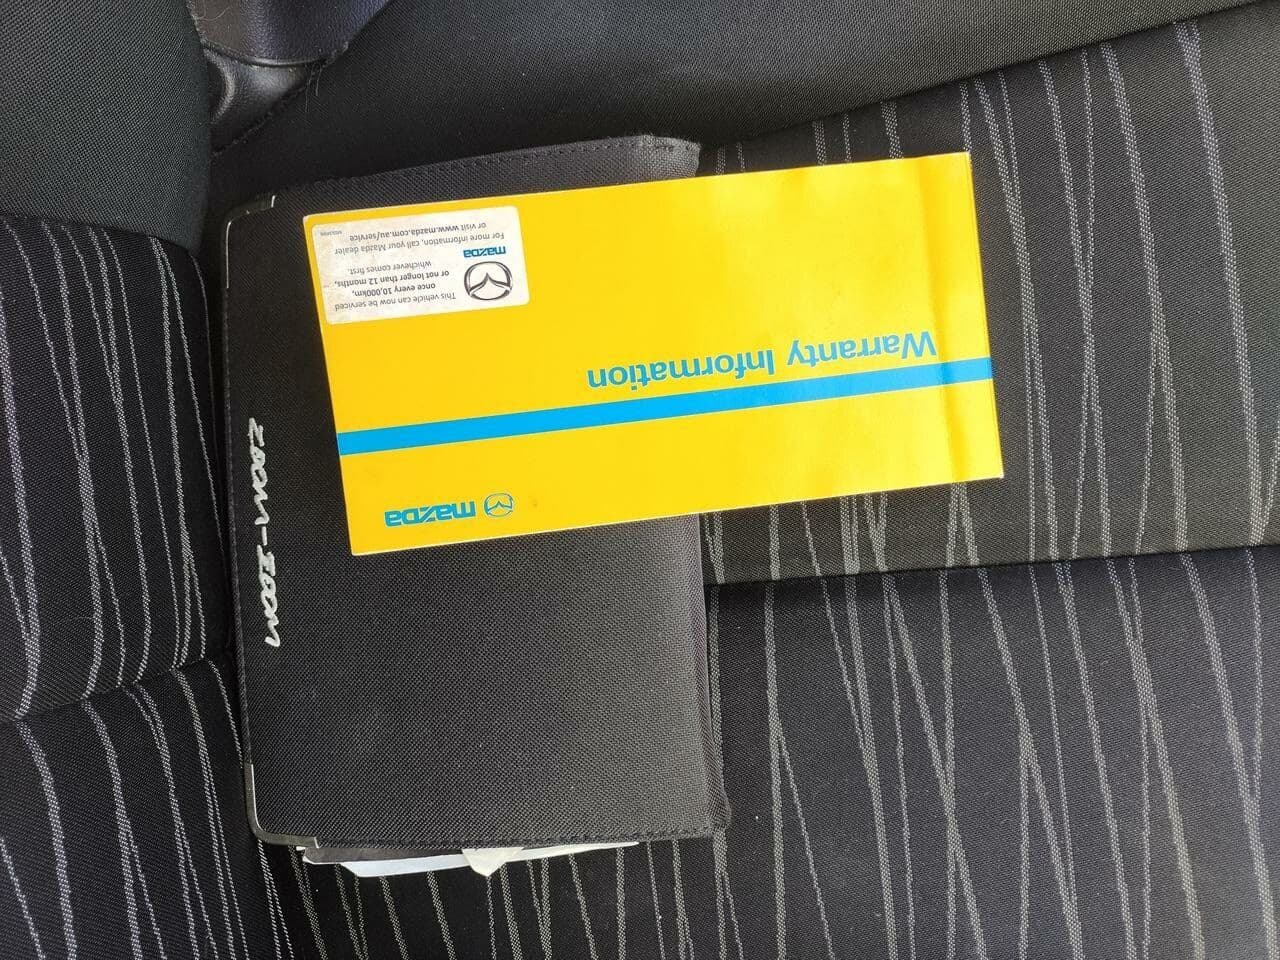 mazda
Warranty Information
This vehicle can now be serviced
once every 10,000km,
or not longer than 12 months,
whichever comes first.
mazda
For more information, call your Mazda dealer
or visit www.mazda.com.au/service
ZOOM-ZOOM